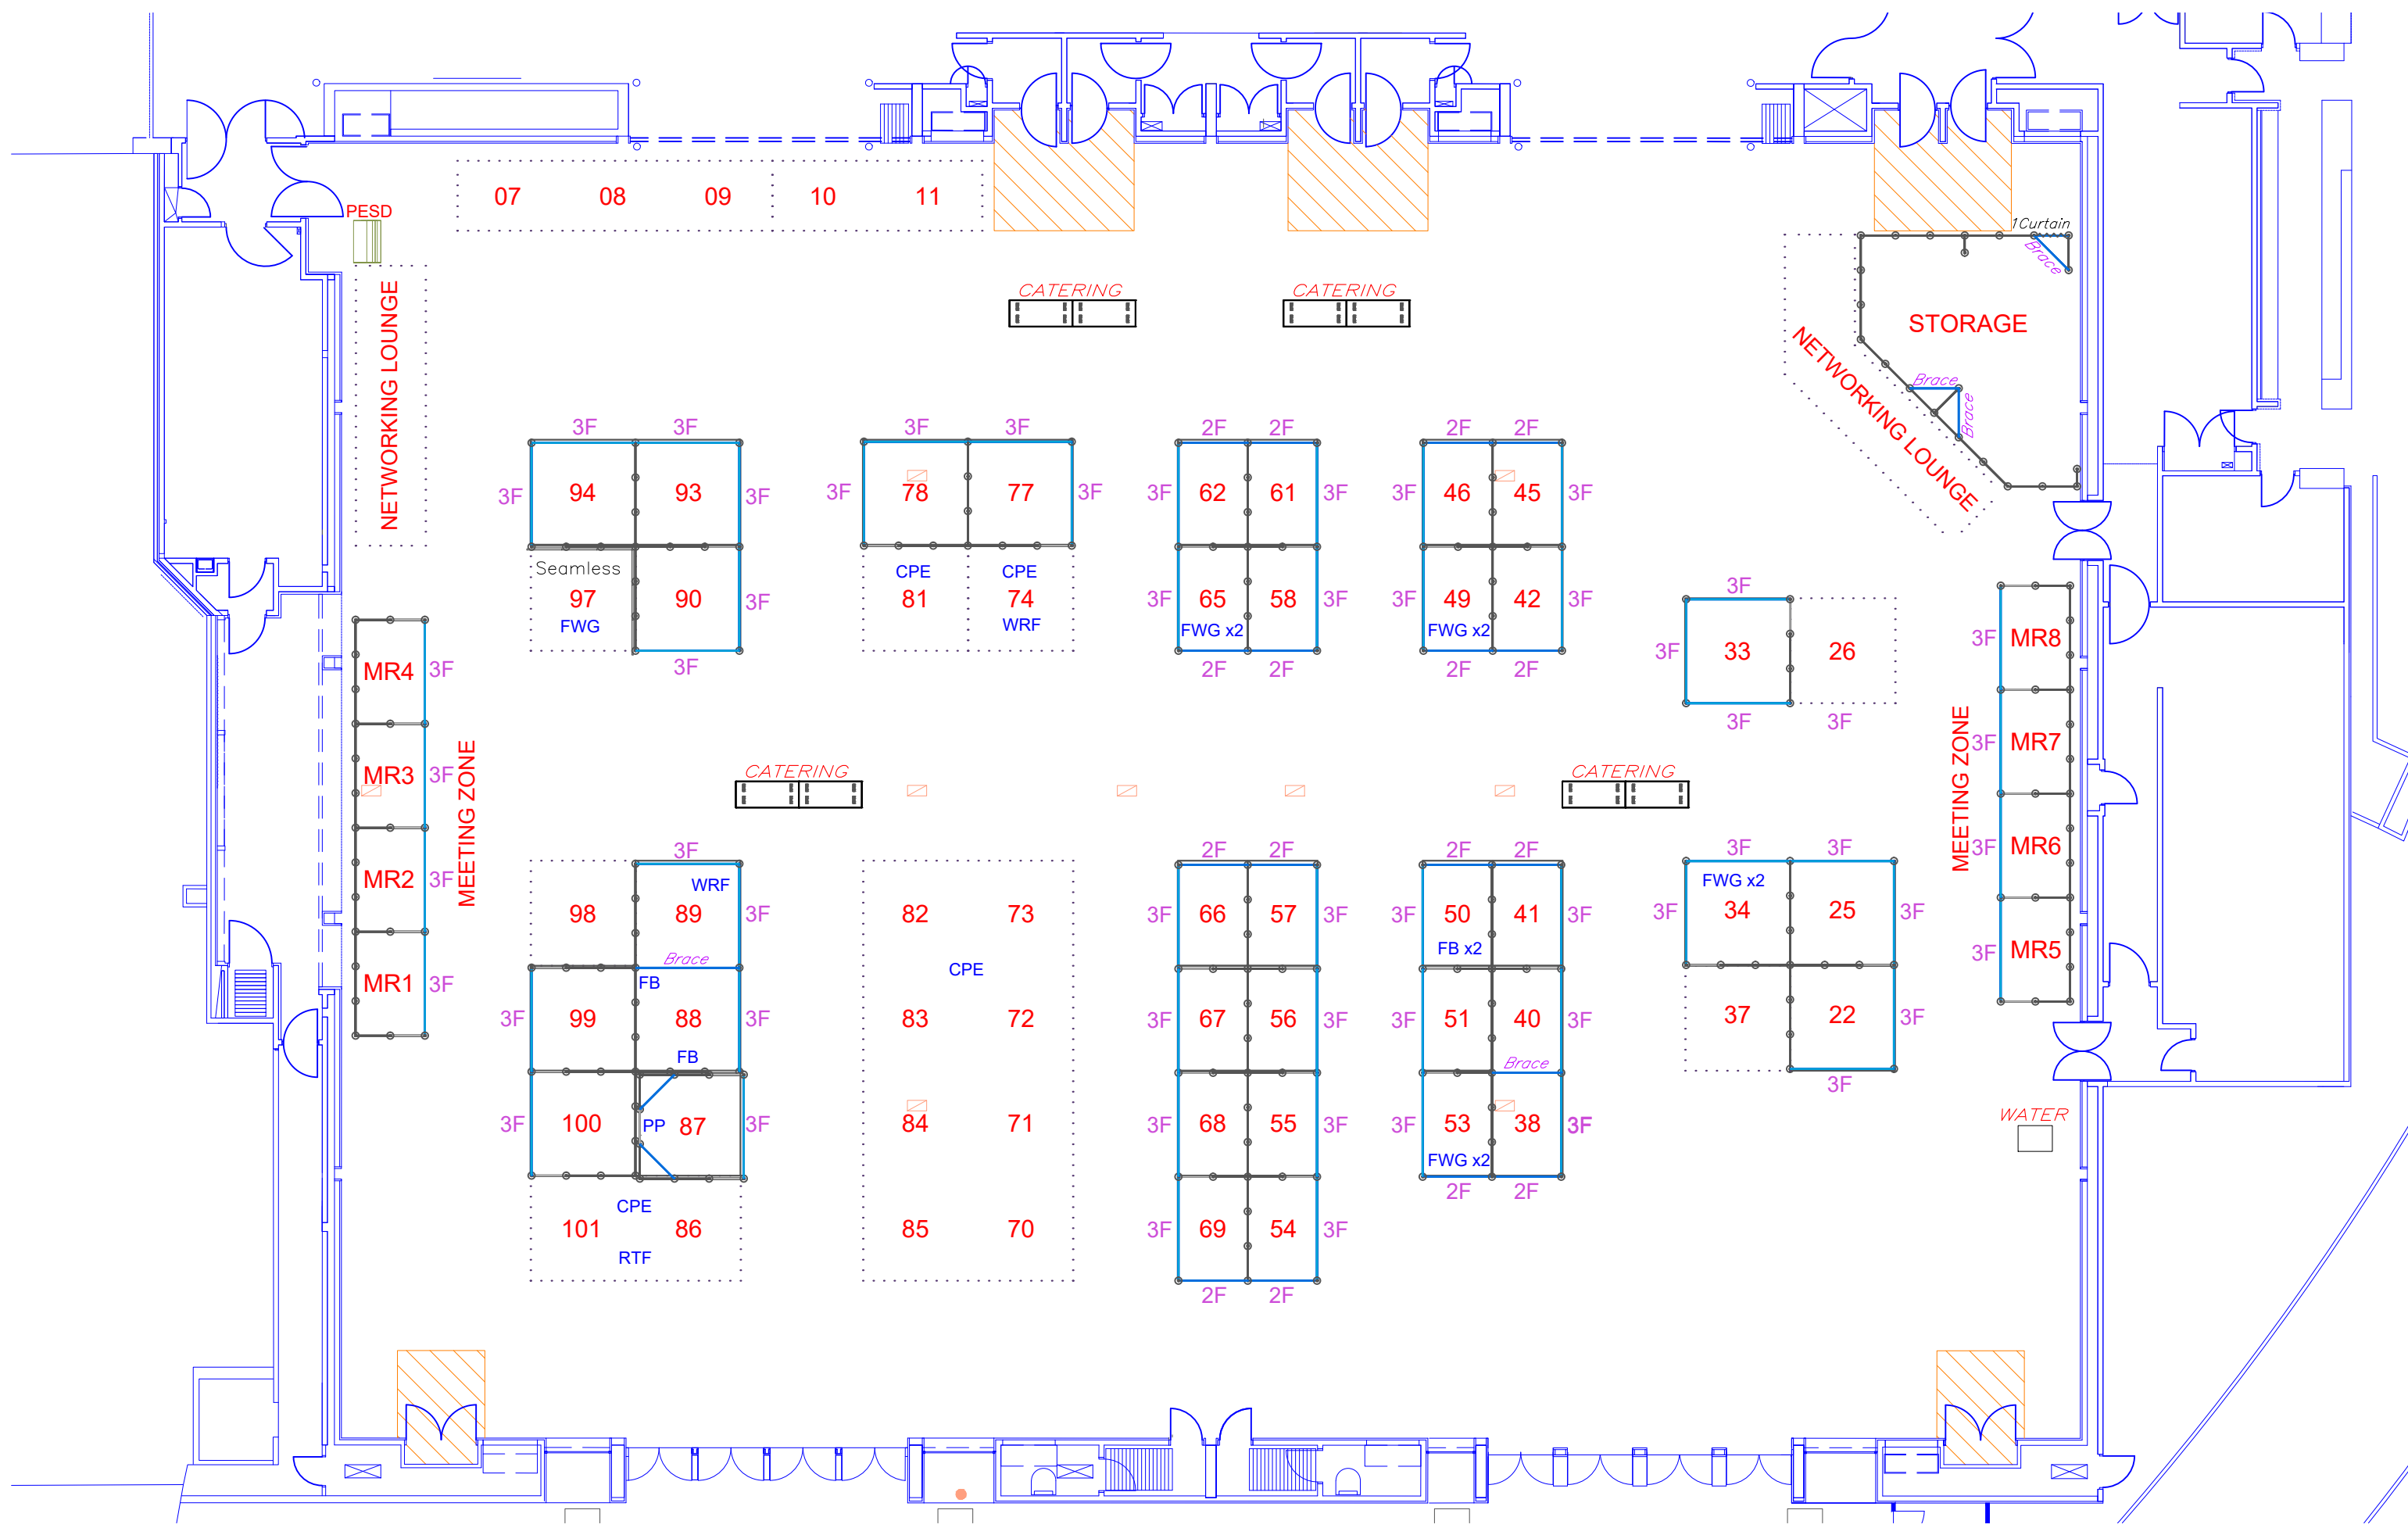 07 08 09 10 11
PESD
1Curtain
Brace
CATERING CATERING
STORAGE
NETWORKING LOUNGE
NETWORKING LOUNGE
Brace
Brace
3F 3F 3F 3F 2F 2F 2F 2F
3F 94 93 3F 3F 78 77 3F 3F 62 61 3F 3F 46 45 3F
Seamless
CPE CPE
97 90 3F 81 74 3F 65 58 3F 3F 49 42 3F
FWG WRF FWG x2 FWG x2
3F 2F 2F 2F 2F
3F
3F 33 26
3F 3F
MR4 3F
MR3 3F
MR2 3F
MR1 3F
MEETING ZONE
3F MR8
3F MR7
3F MR6
3F MR5
MEETING ZONE
CATERING CATERING
3F 2F 2F 2F 2F 3F 3F
WRF FWG x2
98 89 3F 82 73 3F 66 57 3F 3F 50 41 3F 3F 34 25 3F
FB x2
Brace
FB CPE
3F 99 88 3F 83 72 3F 67 56 3F 3F 51 40 3F 37 22 3F
FB Brace
3F
3F 100 PP 87 3F 84 71 3F 68 55 3F 3F 53 38 3F
FWG x2
2F 2F
CPE
101 86 85 70 3F 69 54 3F
RTF
2F 2F
WATER